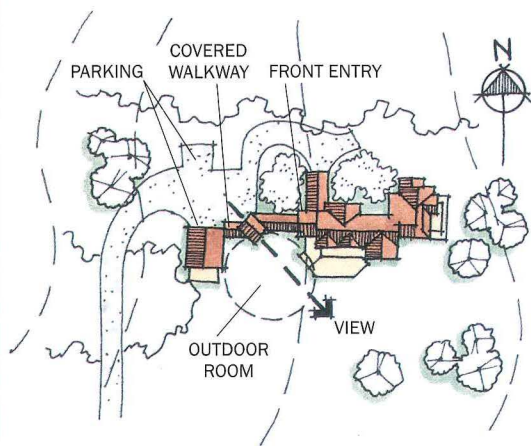 COVERED
WALKWAY
PARKING
FRONT ENTRY
N
VIEW
OUTDOOR
ROOM